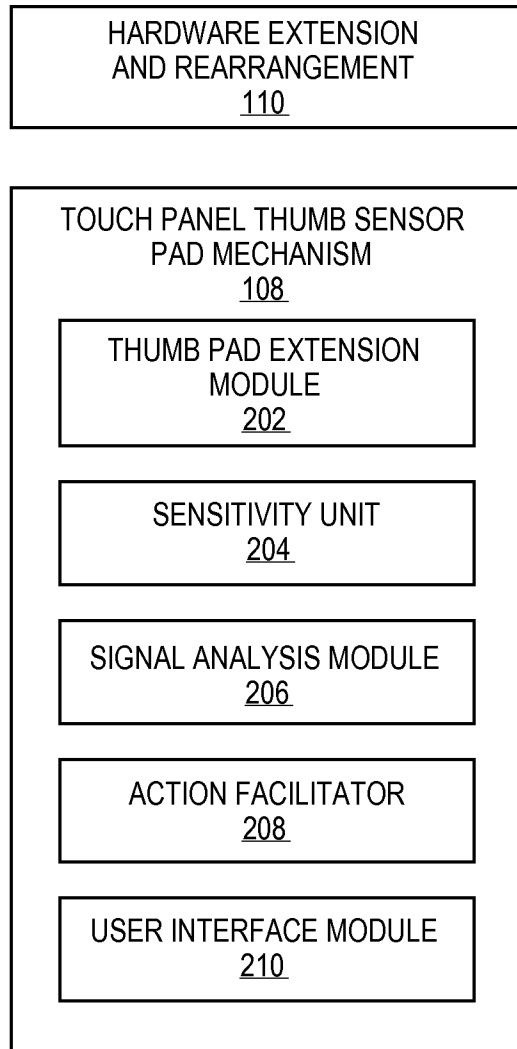 HARDWARE EXTENSION
AND REARRANGEMENT
110
TOUCH PANEL THUMB SENSOR
PAD MECHANISM
108
THUMB PAD EXTENSION
MODULE
202
SENSITIVITY UNIT
204
SIGNAL ANALYSIS MODULE
206
ACTION FACILITATOR
208
USER INTERFACE MODULE
210